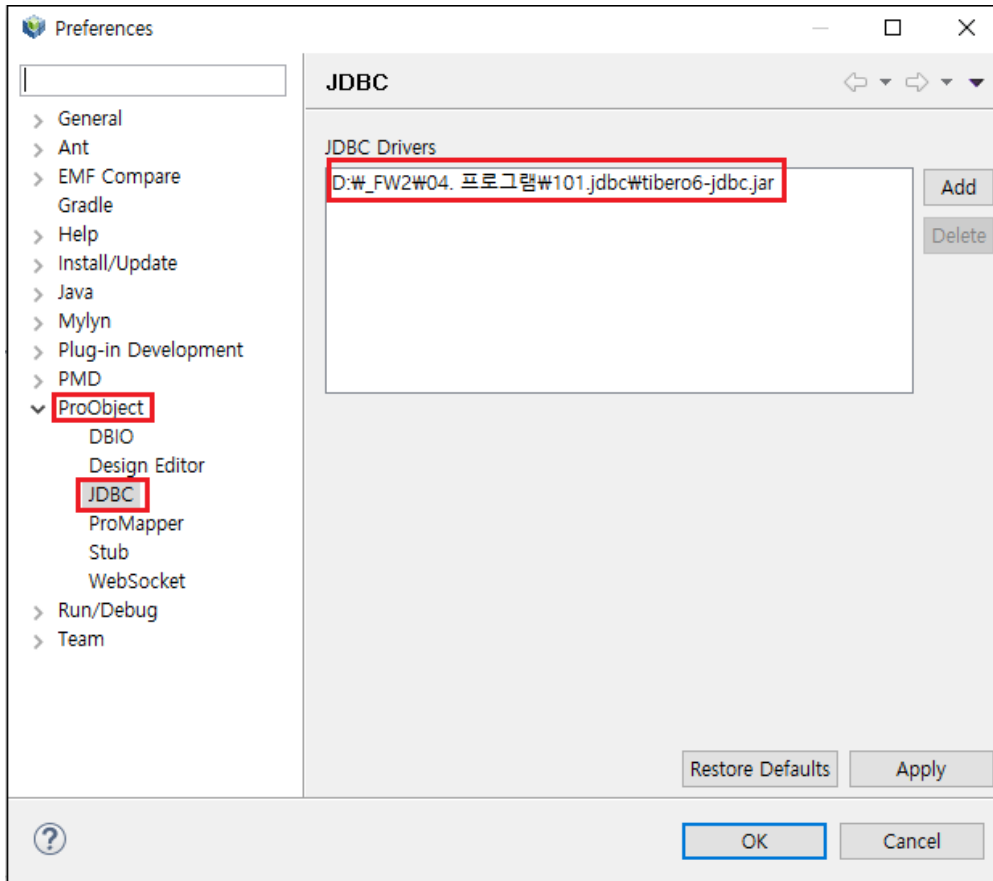 Preferences
General
Ant
EMF Compare
Gradle
Help
Install/Update
Java
Mylyn
Plug-in Development
PMD
ProObject
DBIO
Design Editor
JDBC
ProMapper
Stub
WebSocket
Run/Debug
Team
JDBC
JDBC Drivers
D:₩_FW2₩04. 프로그램₩101.jdbc₩tibero6-jdbc.jar
Add
Delete
Restore Defaults
Apply
?
OK
Cancel